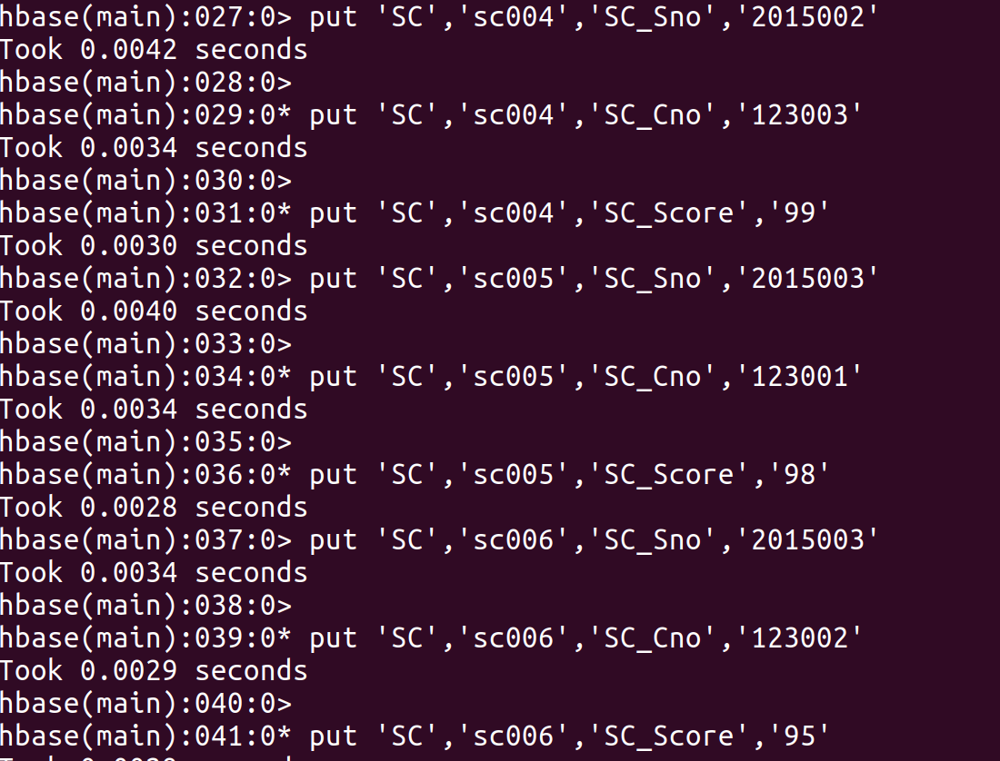 hbase(main):027:0> put 'SC','sc004','SC_Sno','2015002'
Took 0.0042 seconds
hbase(main):028:0>
hbase(main):029:0* put 'SC','sc004','SC_Cno','123003'
Took 0.0034 seconds
hbase(main):030:0>
hbase(main):031:0* put 'SC','sc004','SC_Score','99'
Took 0.0030 seconds
hbase(main):032:0> put 'SC','sc005','SC_Sno','2015003'
Took 0.0040 seconds
hbase(main):033:0>
hbase(main):034:0* put 'SC','sc005','SC_Cno','123001'
Took 0.0034 seconds
hbase(main):035:0>
hbase(main):036:0* put 'SC','sc005','SC_Score','98'
Took 0.0028 seconds
hbase(main):037:0> put 'SC','sc006','SC_Sno','2015003'
Took 0.0034 seconds
hbase(main):038:0>
hbase(main):039:0* put 'SC','sc006','SC_Cno','123002'
Took 0.0029 seconds
hbase(main):040:0>
hbase(main):041:0* put 'SC','sc006','SC_Score','95'